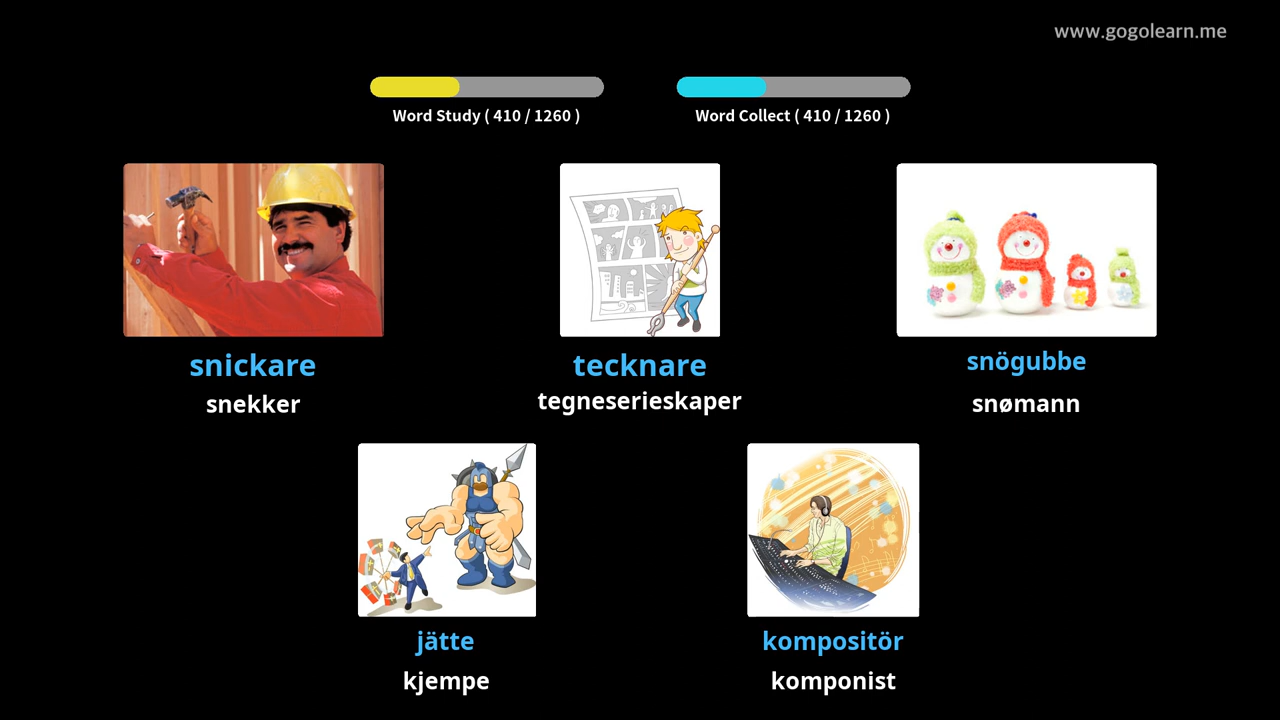 www.gogolearn.me
Word Study ( 410 / 1260 )
Word Collect ( 410 / 1260 )
snickare
snekker
tecknare
tegneserieskaper
snögubbe
snømann
jätte
kjempe
kompositör
komponist